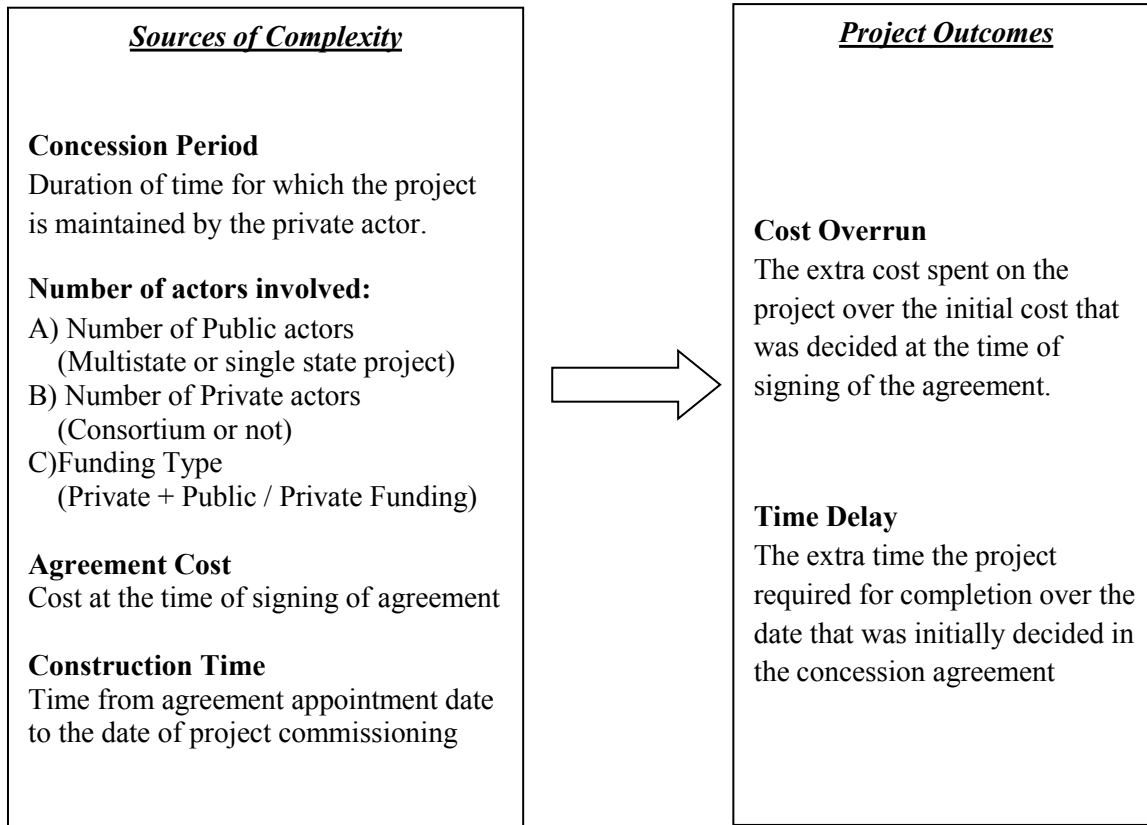 Sources of Complexity
Concession Period
Duration of time for which the project
is maintained by the private actor.
Number of actors involved:
A) Number of Public actors
(Multistate or single state project)
B) Number of Private actors
(Consortium or not)
C)Funding Type
(Private + Public / Private Funding)
Agreement Cost
Cost at the time of signing of agreement
Construction Time
Time from agreement appointment date
to the date of project commissioning
Project Outcomes
Cost Overrun
The extra cost spent on the
project over the initial cost that
was decided at the time of
signing of the agreement.
Time Delay
The extra time the project
required for completion over the
date that was initially decided in
the concession agreement